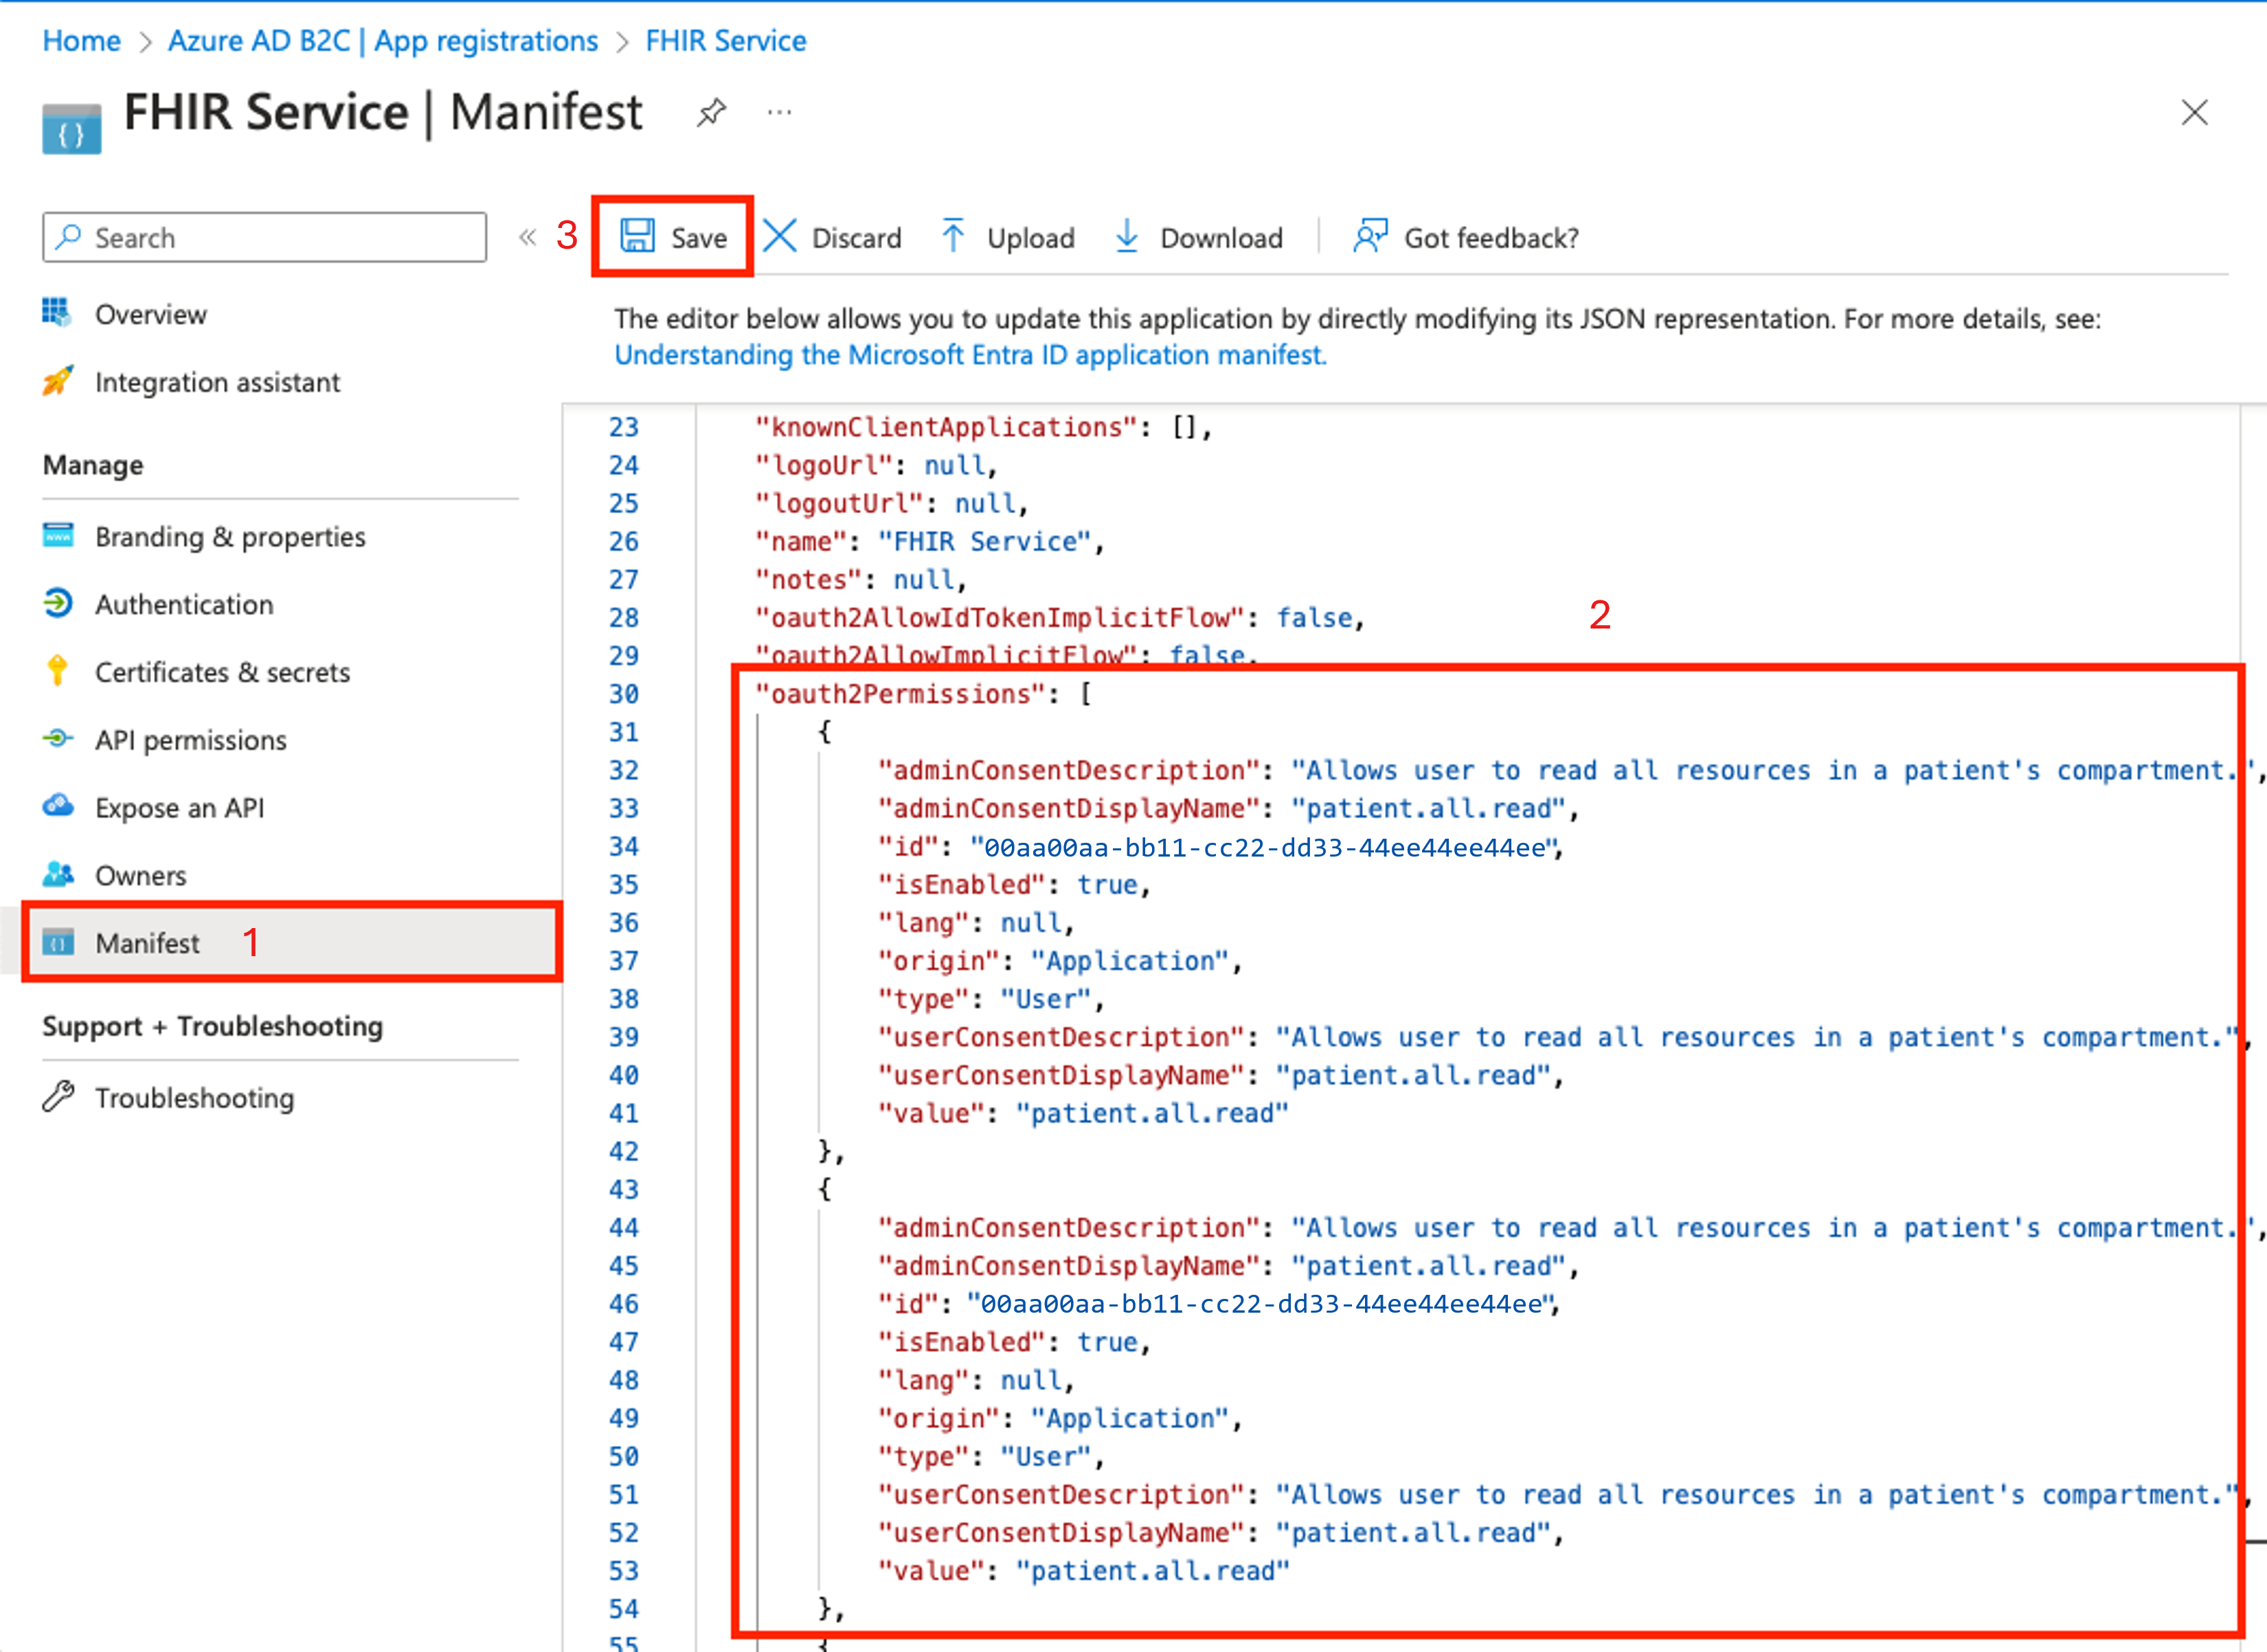 Home > Azure AD B2C | App registrations > FHIR Service
FHIR Service | Manifest ...
Search
«
3
Save
Discard
Upload
Download
Got feedback?
Overview
Integration assistant
Manage
Branding & properties
Authentication
Certificates & secrets
API permissions
Expose an API
Owners
Manifest 1
Support + Troubleshooting
Troubleshooting
The editor below allows you to update this application by directly modifying its JSON representation. For more details, see:
Understanding the Microsoft Entra ID application manifest.
2
23 "knownClientApplications": [],
24 "logoUrl": null,
25 "logoutUrl": null,
26 "name": "FHIR Service",
27 "notes": null,
28 "oauth2AllowIdTokenImplicitFlow": false,
29 "oauth2AllowImplicitFlow": false,
30 "oauth2Permissions": [
31 {
32 "adminConsentDescription": "Allows user to read all resources in a patient's compartment.",
33 "adminConsentDisplayName": "patient.all.read",
34 "id": "00aa00aa-bb11-cc22-dd33-44ee44ee44ee",
35 "isEnabled": true,
36 "lang": null,
37 "origin": "Application",
38 "type": "User",
39 "userConsentDescription": "Allows user to read all resources in a patient's compartment.",
40 "userConsentDisplayName": "patient.all.read",
41 "value": "patient.all.read"
42 },
43 {
44 "adminConsentDescription": "Allows user to read all resources in a patient's compartment.",
45 "adminConsentDisplayName": "patient.all.read",
46 "id": "00aa00aa-bb11-cc22-dd33-44ee44ee44ee",
47 "isEnabled": true,
48 "lang": null,
49 "origin": "Application",
50 "type": "User",
51 "userConsentDescription": "Allows user to read all resources in a patient's compartment.",
52 "userConsentDisplayName": "patient.all.read",
53 "value": "patient.all.read"
54 },
55 {